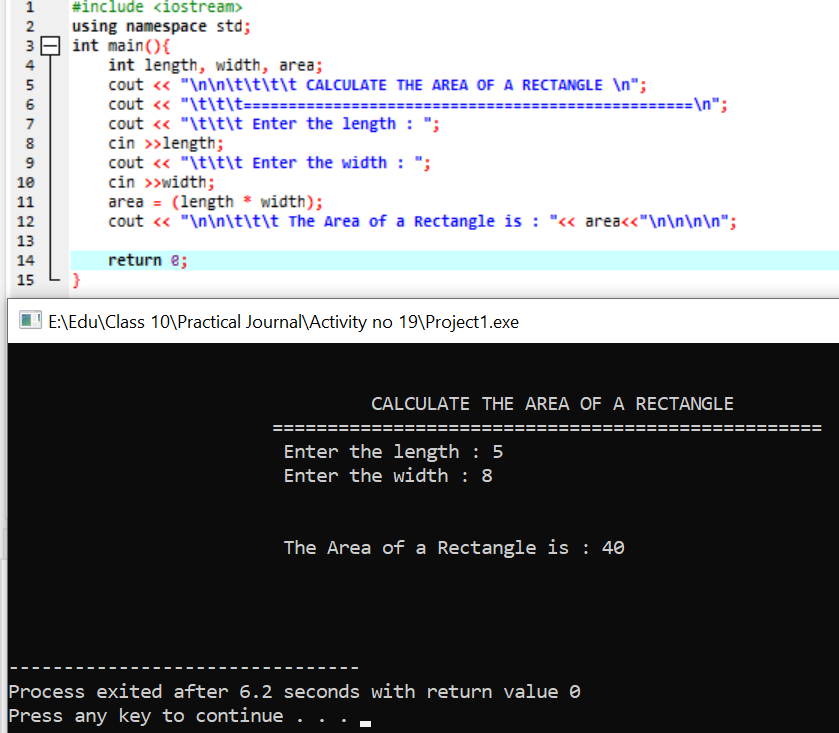 1 #include <iostream>
2 using namespace std;
3 int main(){
4 int length, width, area;
5 cout << "\n\n\t\t\t\t CALCULATE THE AREA OF A RECTANGLE \n";
6 cout << "\t\t\t==================================================\n";
7 cout << "\t\t\t Enter the length : ";
8 cin >>length;
9 cout << "\t\t\t Enter the width : ";
10 cin >>width;
11 area = (length * width);
12 cout << "\n\n\t\t\t The Area of a Rectangle is : "<< area<<"\n\n\n\n";
13
14 return 0;
15 }
E:\Edu\Class 10\Practical Journal\Activity no 19\Project1.exe
CALCULATE THE AREA OF A RECTANGLE
==================================================
Enter the length : 5
Enter the width : 8
The Area of a Rectangle is : 40
--------------------------------
Process exited after 6.2 seconds with return value 0
Press any key to continue . . .